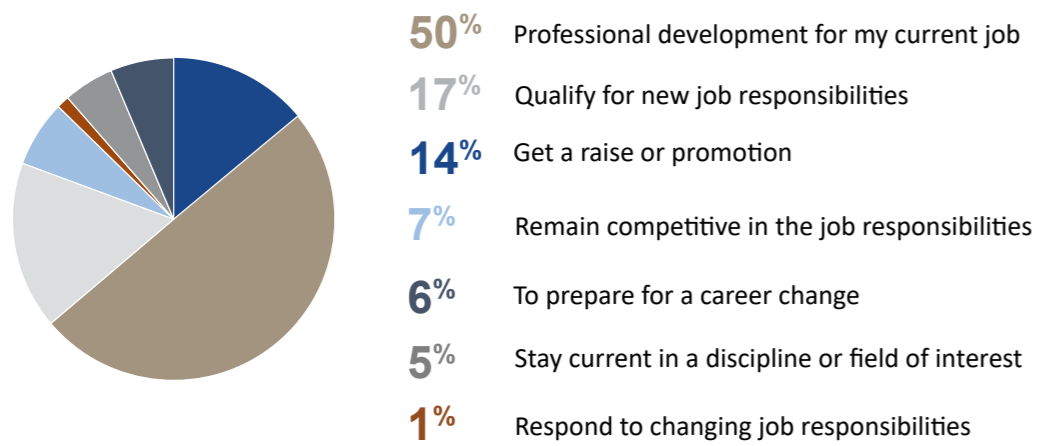 50% Professional development for my current job
17% Qualify for new job responsibilities
14% Get a raise or promotion
7% Remain competitive in the job responsibilities
6% To prepare for a career change
5% Stay current in a discipline or field of interest
1% Respond to changing job responsibilities